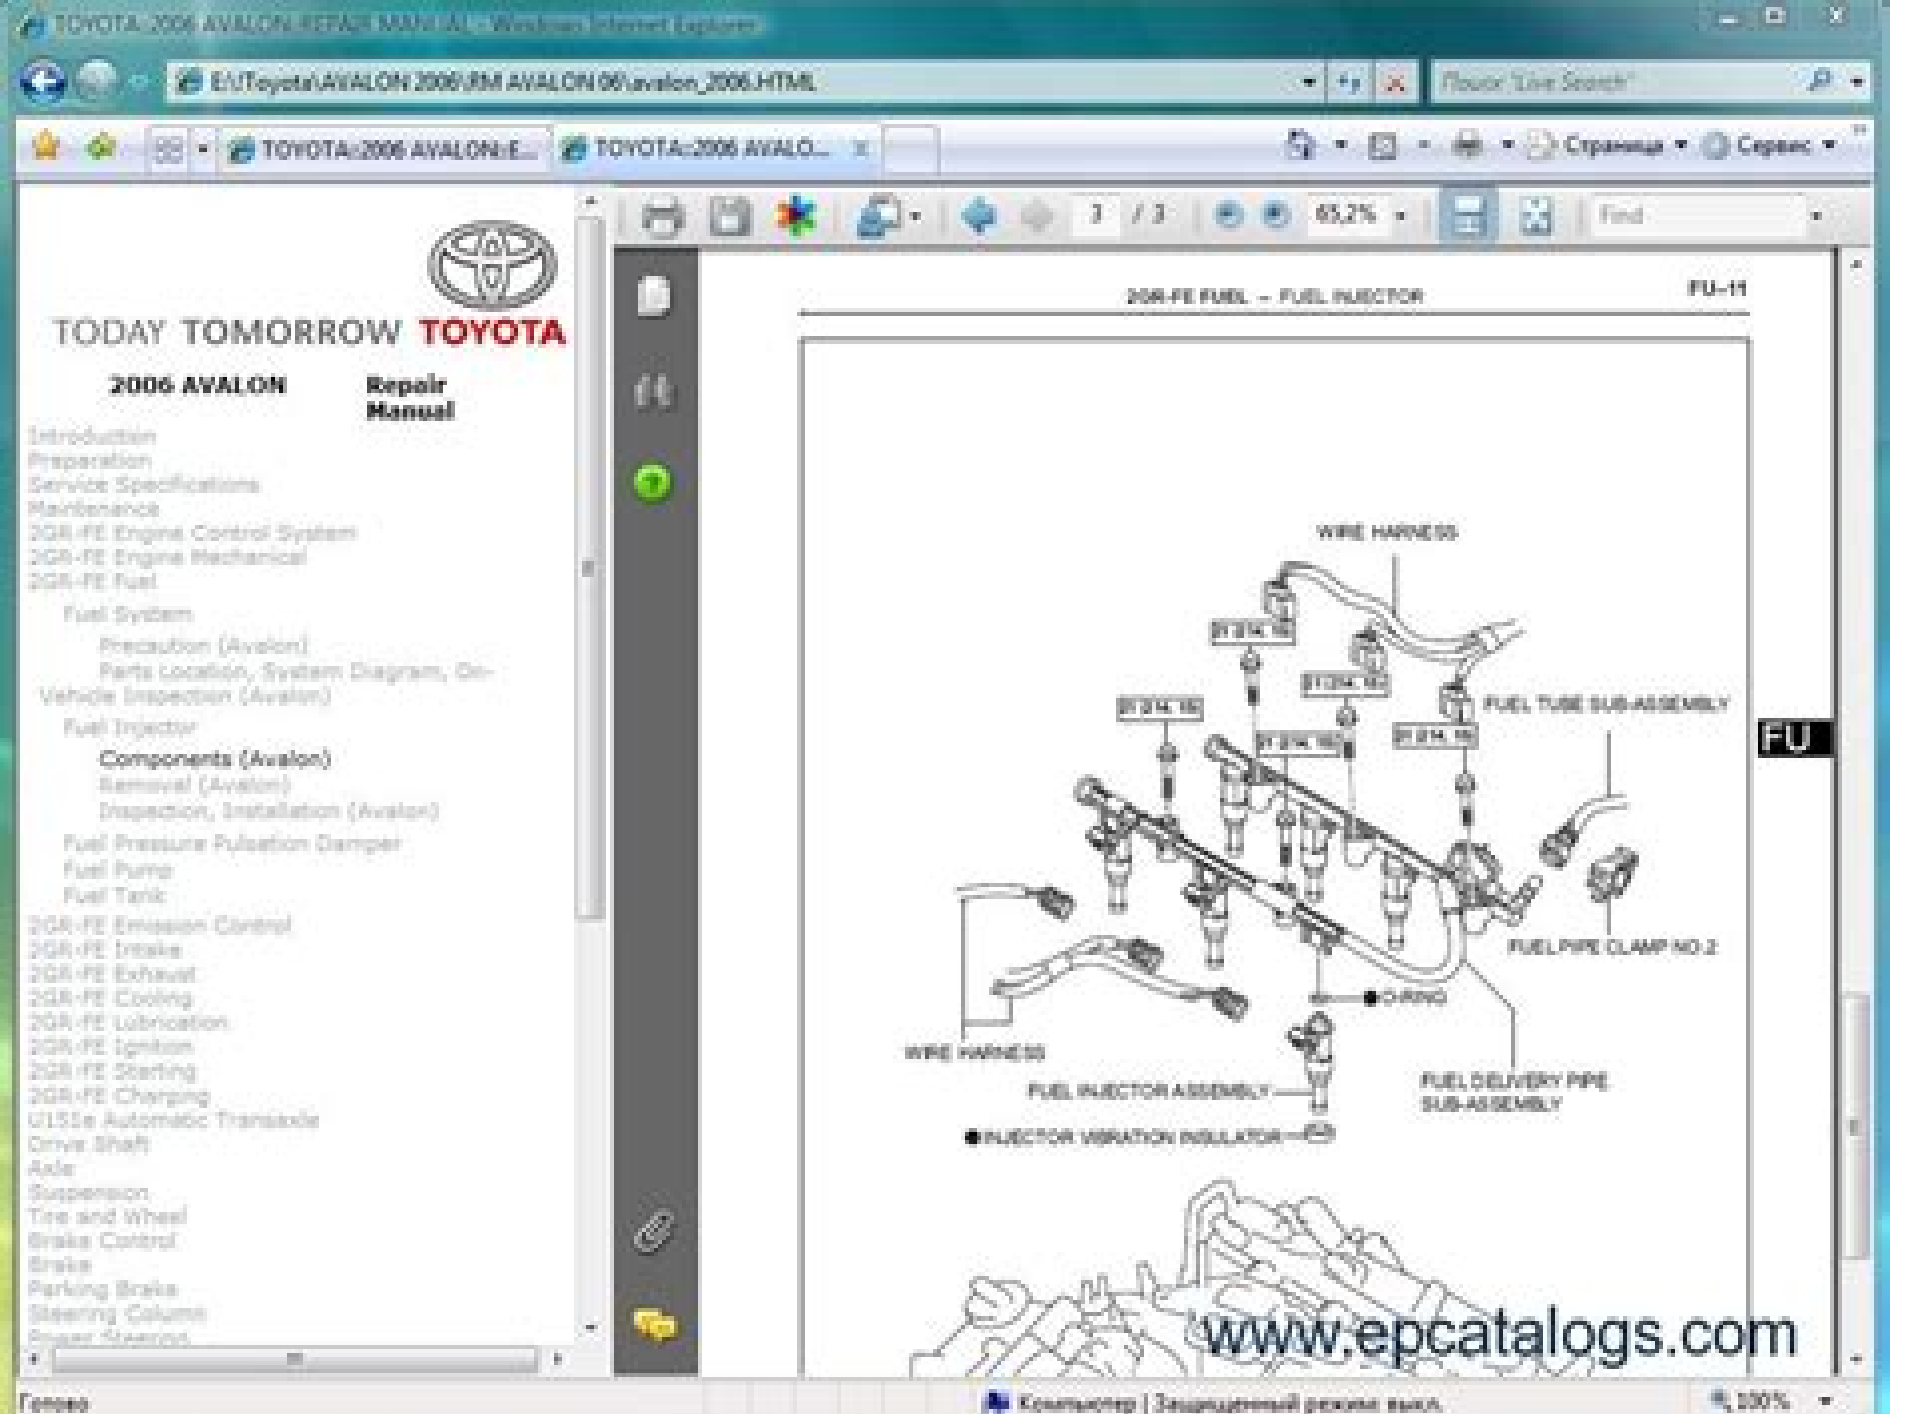 TOYOTA::2006 AVALON::REPAIR MANUAL - Windows Internet Explorer
E:\!Toyota\AVALON 2006\RM AVALON 06\avalon_2006.HTML
Поиск "Live Search"
TOYOTA::2006 AVALON::E...
TOYOTA::2006 AVALO...
Страница
Сервис
3 / 3
65,2%
Find
TODAY TOMORROW TOYOTA
2006 AVALON
Repair Manual
Introduction
Preparation
Service Specifications
Maintenance
2GR-FE Engine Control System
2GR-FE Engine Mechanical
2GR-FE Fuel
Fuel System
Precaution (Avalon)
Parts Location, System Diagram, On-
Vehicle Inspection (Avalon)
Fuel Injector
Components (Avalon)
Removal (Avalon)
Inspection, Installation (Avalon)
Fuel Pressure Pulsation Damper
Fuel Pump
Fuel Tank
2GR-FE Emission Control
2GR-FE Intake
2GR-FE Exhaust
2GR-FE Cooling
2GR-FE Lubrication
2GR-FE Ignition
2GR-FE Starting
2GR-FE Charging
U151e Automatic Transaxle
Drive Shaft
Axle
Suspension
Tire and Wheel
Brake Control
Brake
Parking Brake
Steering Column
Power Steering
2GR-FE FUEL – FUEL INJECTOR
FU–11
WIRE HARNESS
FUEL TUBE SUB-ASSEMBLY
FU
FUEL PIPE CLAMP NO.2
O-RING
WIRE HARNESS
FUEL INJECTOR ASSEMBLY
FUEL DELIVERY PIPE
SUB-ASSEMBLY
INJECTOR VIBRATION INSULATOR
www.epcatalogs.com
Готово
Компьютер | Защищенный режим: выкл.
100%